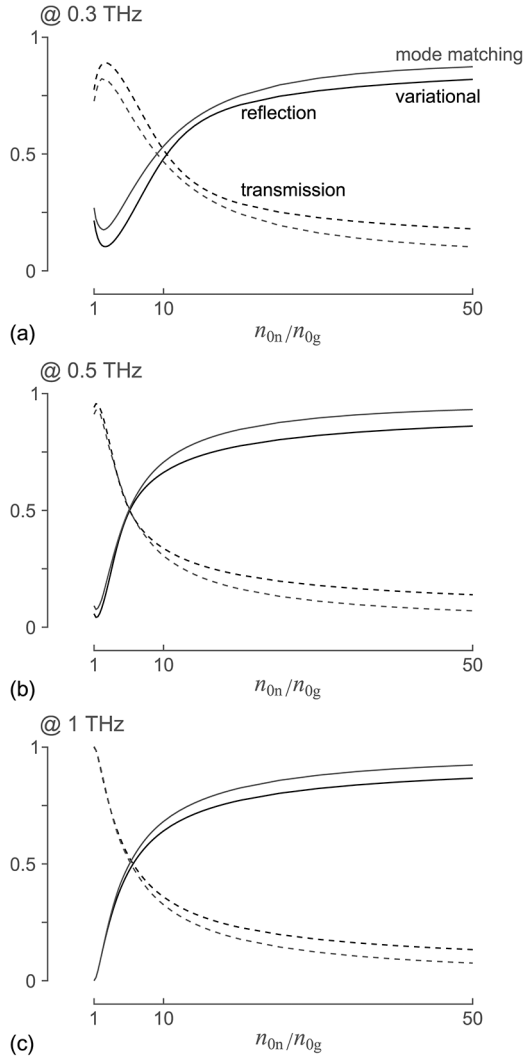 @ 0.3 THz
1
mode matching
variational
reflection
0.5
transmission
0
1 10 50
(a) n0n/n0g
@ 0.5 THz
1
0.5
0
1 10 50
(b) n0n/n0g
@ 1 THz
1
0.5
0
1 10 50
(c) n0n/n0g